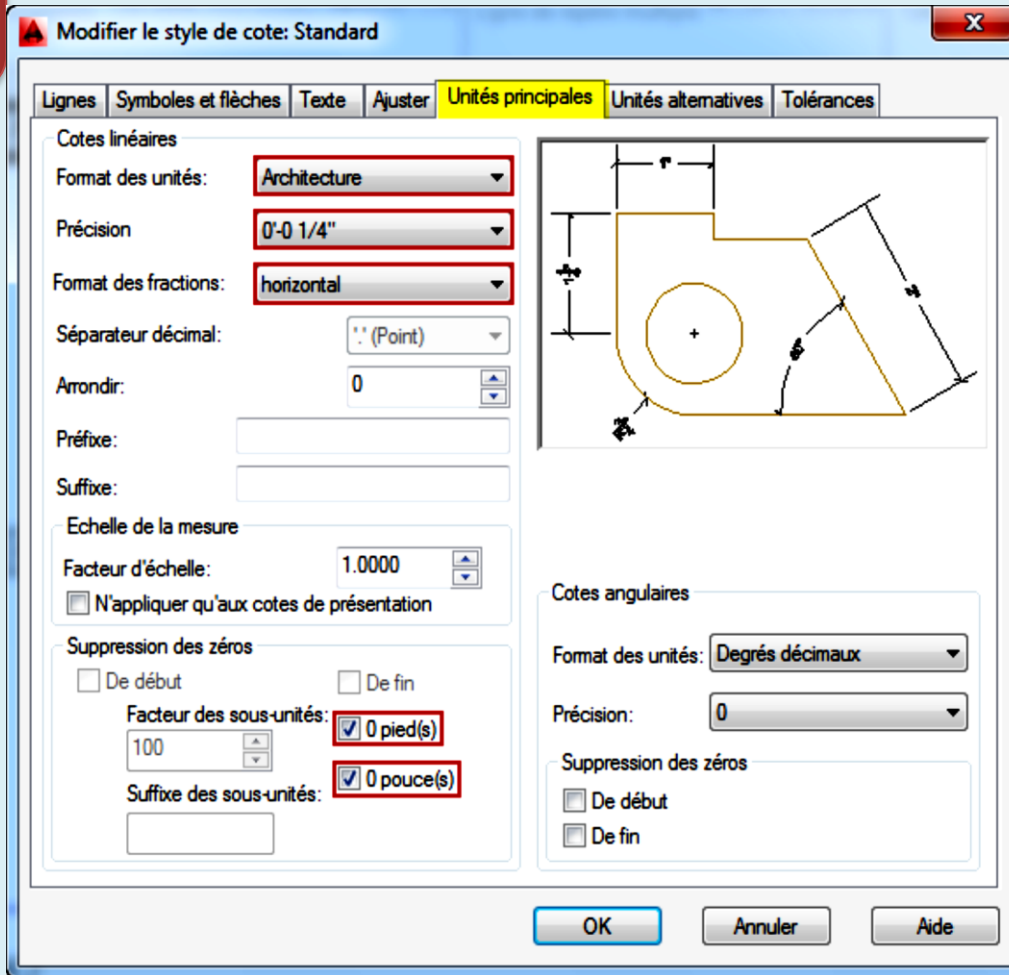 Modifier le style de cote: Standard
X
Lignes Symboles et flèches Texte Ajuster Unités principales Unités alternatives Tolérances
Cotes linéaires
Format des unités: Architecture
Précision 0'-0 1/4"
Format des fractions: horizontal
Séparateur décimal: '.' (Point)
Arrondir: 0
Préfixe:
Suffixe:
Echelle de la mesure
Facteur d'échelle: 1.0000
N'appliquer qu'aux cotes de présentation
Suppression des zéros
De début De fin
Facteur des sous-unités: 0 pied(s)
100
0 pouce(s)
Suffixe des sous-unités:
Cotes angulaires
Format des unités: Degrés décimaux
Précision: 0
Suppression des zéros
De début
De fin
OK Annuler Aide